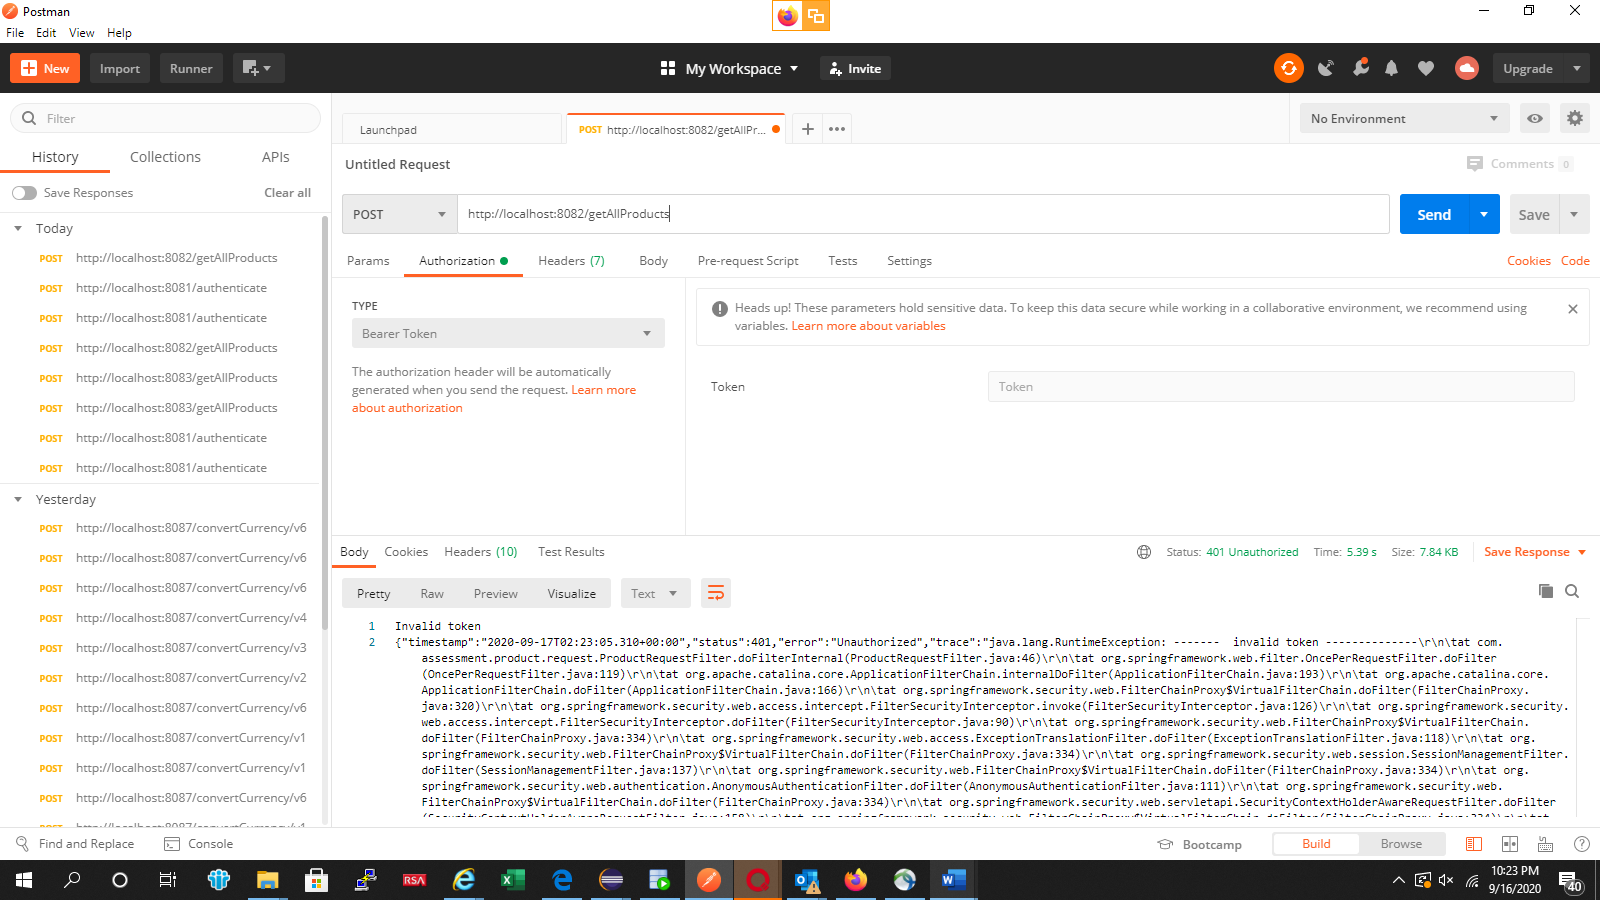 Postman
File Edit View Help
New Import Runner My Workspace Invite Upgrade
Filter
History Collections APIs
Save Responses Clear all
Today
POST http://localhost:8082/getAllProducts
POST http://localhost:8081/authenticate
POST http://localhost:8081/authenticate
POST http://localhost:8082/getAllProducts
POST http://localhost:8083/getAllProducts
POST http://localhost:8083/getAllProducts
POST http://localhost:8081/authenticate
POST http://localhost:8081/authenticate
Yesterday
POST http://localhost:8087/convertCurrency/v6
POST http://localhost:8087/convertCurrency/v6
POST http://localhost:8087/convertCurrency/v6
POST http://localhost:8087/convertCurrency/v4
POST http://localhost:8087/convertCurrency/v3
POST http://localhost:8087/convertCurrency/v2
POST http://localhost:8087/convertCurrency/v6
POST http://localhost:8087/convertCurrency/v1
POST http://localhost:8087/convertCurrency/v1
POST http://localhost:8087/convertCurrency/v6
Launchpad POST http://localhost:8082/getAllPr... No Environment
Untitled Request Comments 0
POST http://localhost:8082/getAllProducts Send Save
Params Authorization Headers (7) Body Pre-request Script Tests Settings Cookies Code
TYPE
Bearer Token
The authorization header will be automatically
generated when you send the request. Learn more
about authorization
Heads up! These parameters hold sensitive data. To keep this data secure while working in a collaborative environment, we recommend using
variables. Learn more about variables
Token Token
Body Cookies Headers (10) Test Results Status: 401 Unauthorized Time: 5.39 s Size: 7.84 KB Save Response
Pretty Raw Preview Visualize Text
1 Invalid token
2 {"timestamp":"2020-09-17T02:23:05.310+00:00","status":401,"error":"Unauthorized","trace":"java.lang.RuntimeException: ------- invalid token --------------\r\n\tat com.
assessment.product.request.ProductRequestFilter.doFilterInternal(ProductRequestFilter.java:46)\r\n\tat org.springframework.web.filter.OncePerRequestFilter.doFilter
(OncePerRequestFilter.java:119)\r\n\tat org.apache.catalina.core.ApplicationFilterChain.internalDoFilter(ApplicationFilterChain.java:193)\r\n\tat org.apache.catalina.core.
ApplicationFilterChain.doFilter(ApplicationFilterChain.java:166)\r\n\tat org.springframework.security.web.FilterChainProxy$VirtualFilterChain.doFilter(FilterChainProxy.
java:320)\r\n\tat org.springframework.security.web.access.intercept.FilterSecurityInterceptor.invoke(FilterSecurityInterceptor.java:126)\r\n\tat org.springframework.security.
web.access.intercept.FilterSecurityInterceptor.doFilter(FilterSecurityInterceptor.java:90)\r\n\tat org.springframework.security.web.FilterChainProxy$VirtualFilterChain.
doFilter(FilterChainProxy.java:334)\r\n\tat org.springframework.security.web.access.ExceptionTranslationFilter.doFilter(ExceptionTranslationFilter.java:118)\r\n\tat org.
springframework.security.web.FilterChainProxy$VirtualFilterChain.doFilter(FilterChainProxy.java:334)\r\n\tat org.springframework.security.web.session.SessionManagementFilter.
doFilter(SessionManagementFilter.java:137)\r\n\tat org.springframework.security.web.FilterChainProxy$VirtualFilterChain.doFilter(FilterChainProxy.java:334)\r\n\tat org.
springframework.security.web.authentication.AnonymousAuthenticationFilter.doFilter(AnonymousAuthenticationFilter.java:111)\r\n\tat org.springframework.security.web.
FilterChainProxy$VirtualFilterChain.doFilter(FilterChainProxy.java:334)\r\n\tat org.springframework.security.web.servletapi.SecurityContextHolderAwareRequestFilter.doFilter
Find and Replace Console Bootcamp Build Browse
RSA
10:23 PM
9/16/2020
40